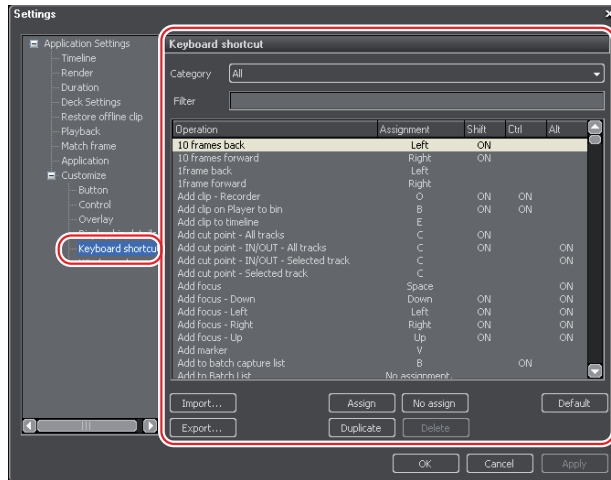 Settings
Application Settings
Timeline
Render
Duration
Deck Settings
Restore offline clip
Playback
Match frame
Application
Customize
Button
Control
Overlay
Keyboard shortcu
Keyboard shortcut
Category All
Filter
Operation Assignment Shift Ctrl Alt
10 frames back Left ON
10 frames forward Right ON
1frame back Left
1frame forward Right
Add clip - Recorder O ON ON
Add clip on Player to bin B ON ON
Add clip to timeline E
Add cut point - All tracks C ON
Add cut point - IN/OUT - All tracks C ON ON
Add cut point - IN/OUT - Selected track C ON
Add cut point - Selected track C
Add focus Space ON
Add focus - Down Down ON ON
Add focus - Left Left ON ON
Add focus - Right Right ON ON
Add focus - Up Up ON ON
Add marker V
Add to batch capture list B ON
Add to Batch List No assignment.
Import... Assign No assign Default
Export... Duplicate Delete
OK Cancel Apply